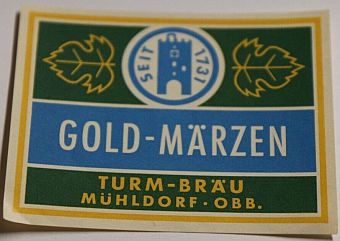 SEIT 1731
GOLD-MÄRZEN
TURM-BRÄU
MÜHLDORF · OBB.